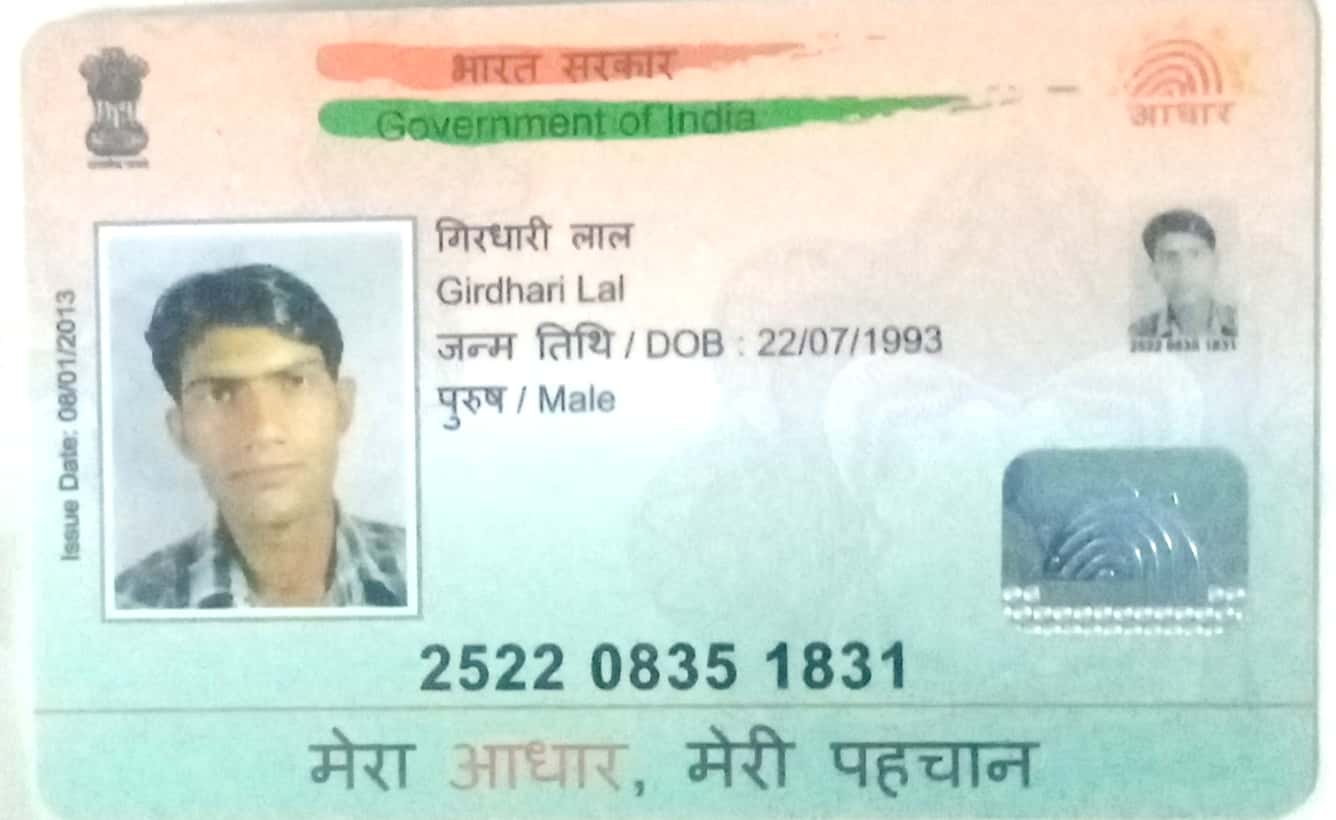 भारत सरकार
Government of India
आधार
गिरधारी लाल
Girdhari Lal
जन्म तिथि / DOB : 22/07/1993
पुरुष / Male
Issue Date: 08/01/2013
2522 0835 1831
2522 0835 1831
मेरा आधार, मेरी पहचान